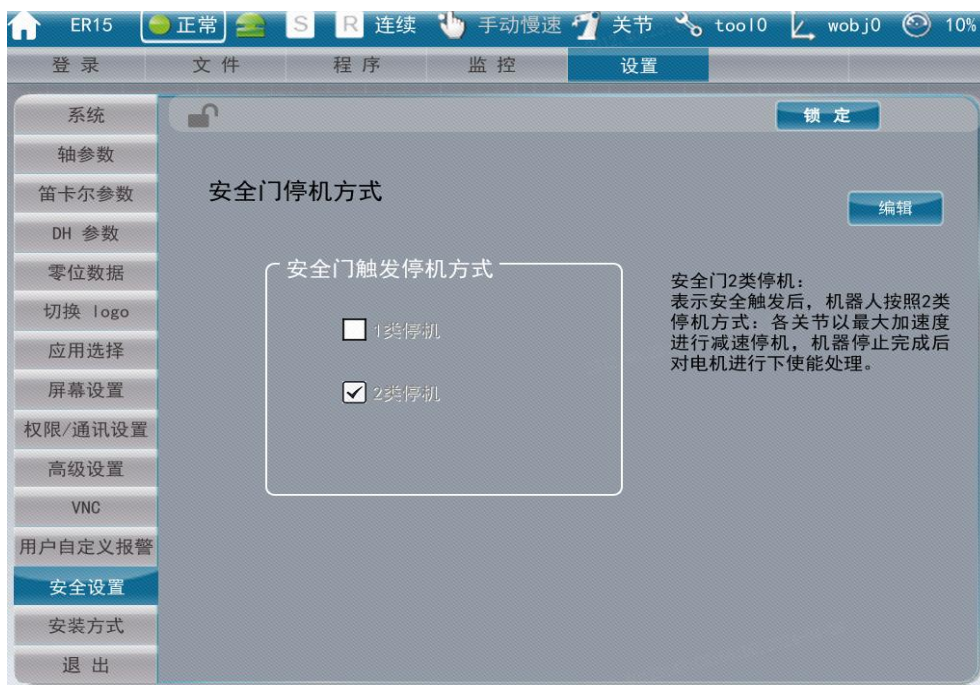 ER15 正常 S R 连续 手动慢速 关节 tool0 wobj0 10%
登录 文件 程序 监控 设置
系统
轴参数
笛卡尔参数
DH 参数
零位数据
切换 logo
应用选择
屏幕设置
权限/通讯设置
高级设置
VNC
用户自定义报警
安全设置
安装方式
退出
锁定
安全门停机方式
编辑
安全门触发停机方式
1类停机
2类停机
安全门2类停机:
表示安全触发后, 机器人按照2类
停机方式: 各关节以最大加速度
进行减速停机, 机器停止完成后
对电机进行下使能处理。